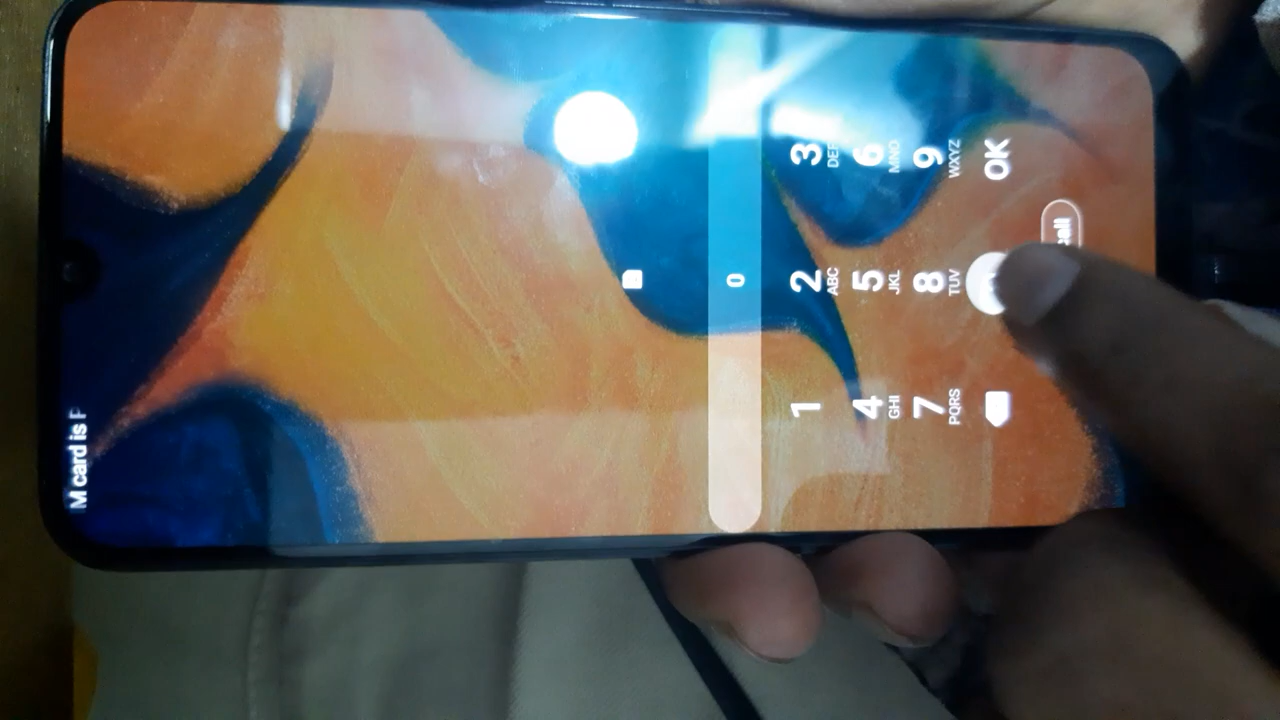 M card is P
0
1 2 ABC 3 DEF
4 GHI 5 JKL 6 MNO
7 PQRS 8 TUV 9 WXYZ
OK
call